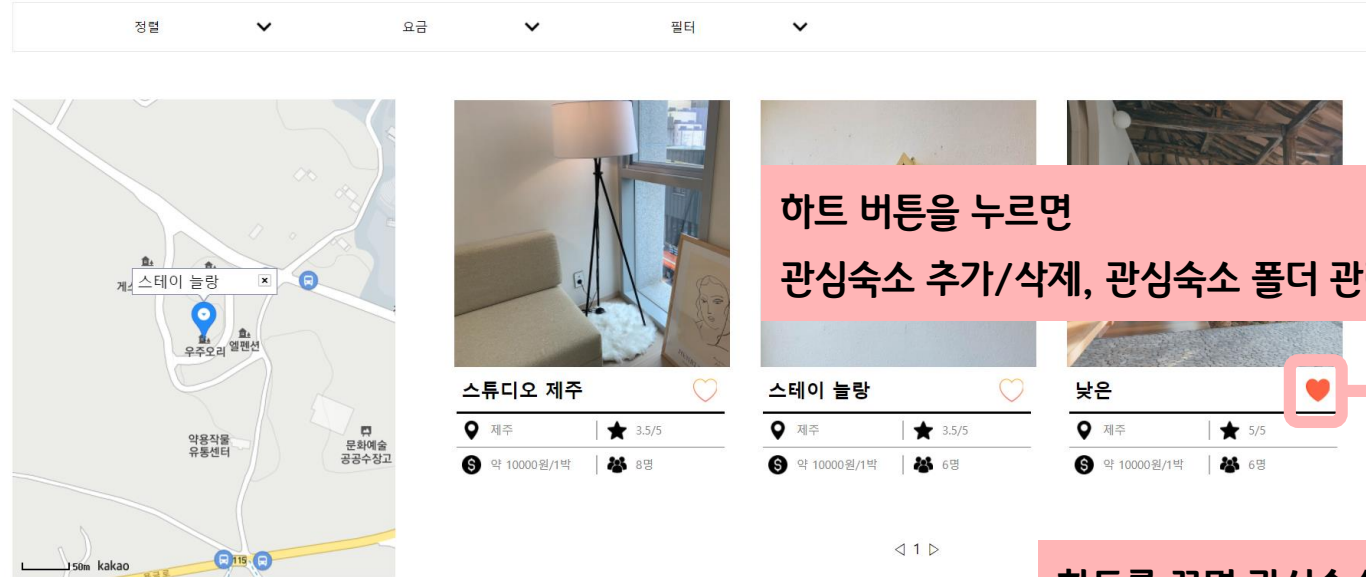 정렬
요금
필터
스테이 늘랑
게스
우주오리
엘펜션
약용작물
유통센터
문화예술
공공수장고
115
50m kakao
하트 버튼을 누르면
관심숙소 추가/삭제, 관심숙소 폴더
스튜디오 제주
제주
3.5/5
약 10000원/1박
8명
스테이 늘랑
제주
3.5/5
약 10000원/1박
6명
낮은
제주
5/5
약 10000원/1박
6명
◁ 1 ▷